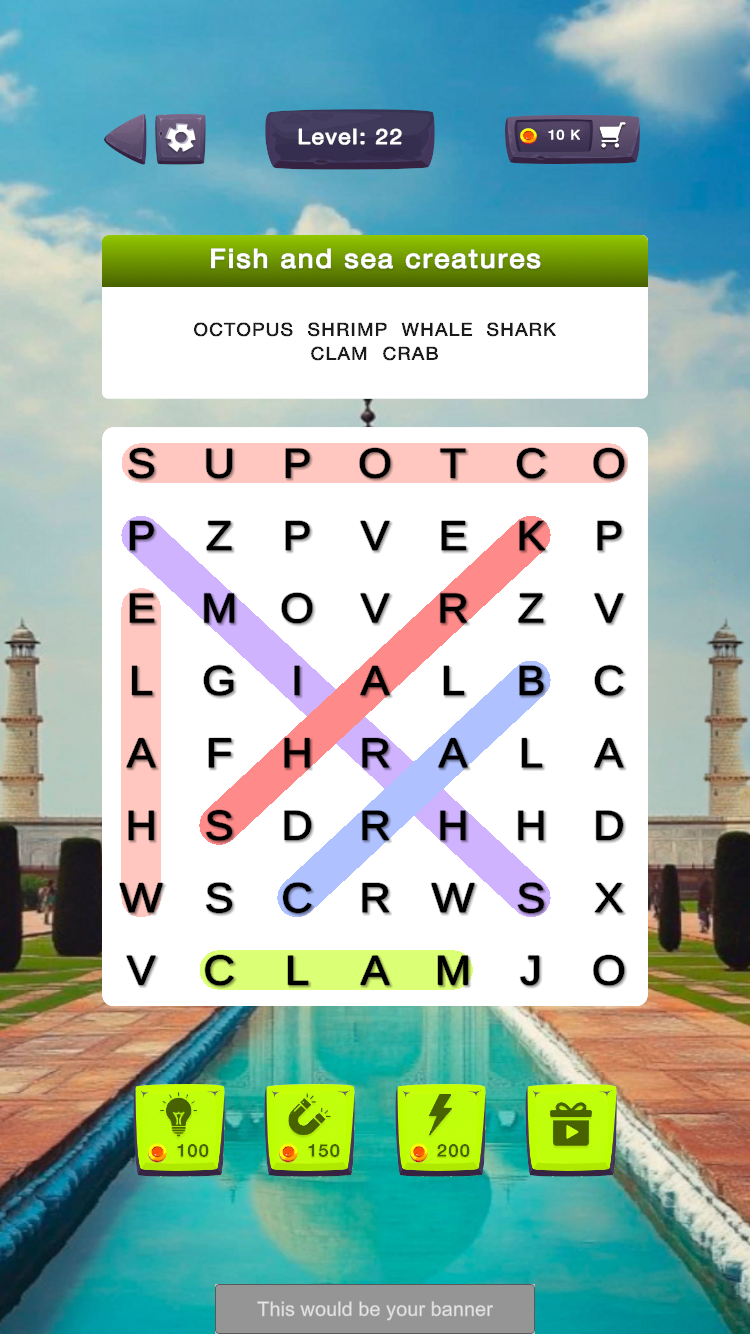 Level: 22
10 K
Fish and sea creatures
OCTOPUS SHRIMP WHALE SHARK
CLAM CRAB
S U P O T C O
P Z P V E K P
E M O V R Z V
L G I A L B C
A F H R A L A
H S D R H H D
W S C R W S X
V C L A M J O
100 150 200
This would be your banner